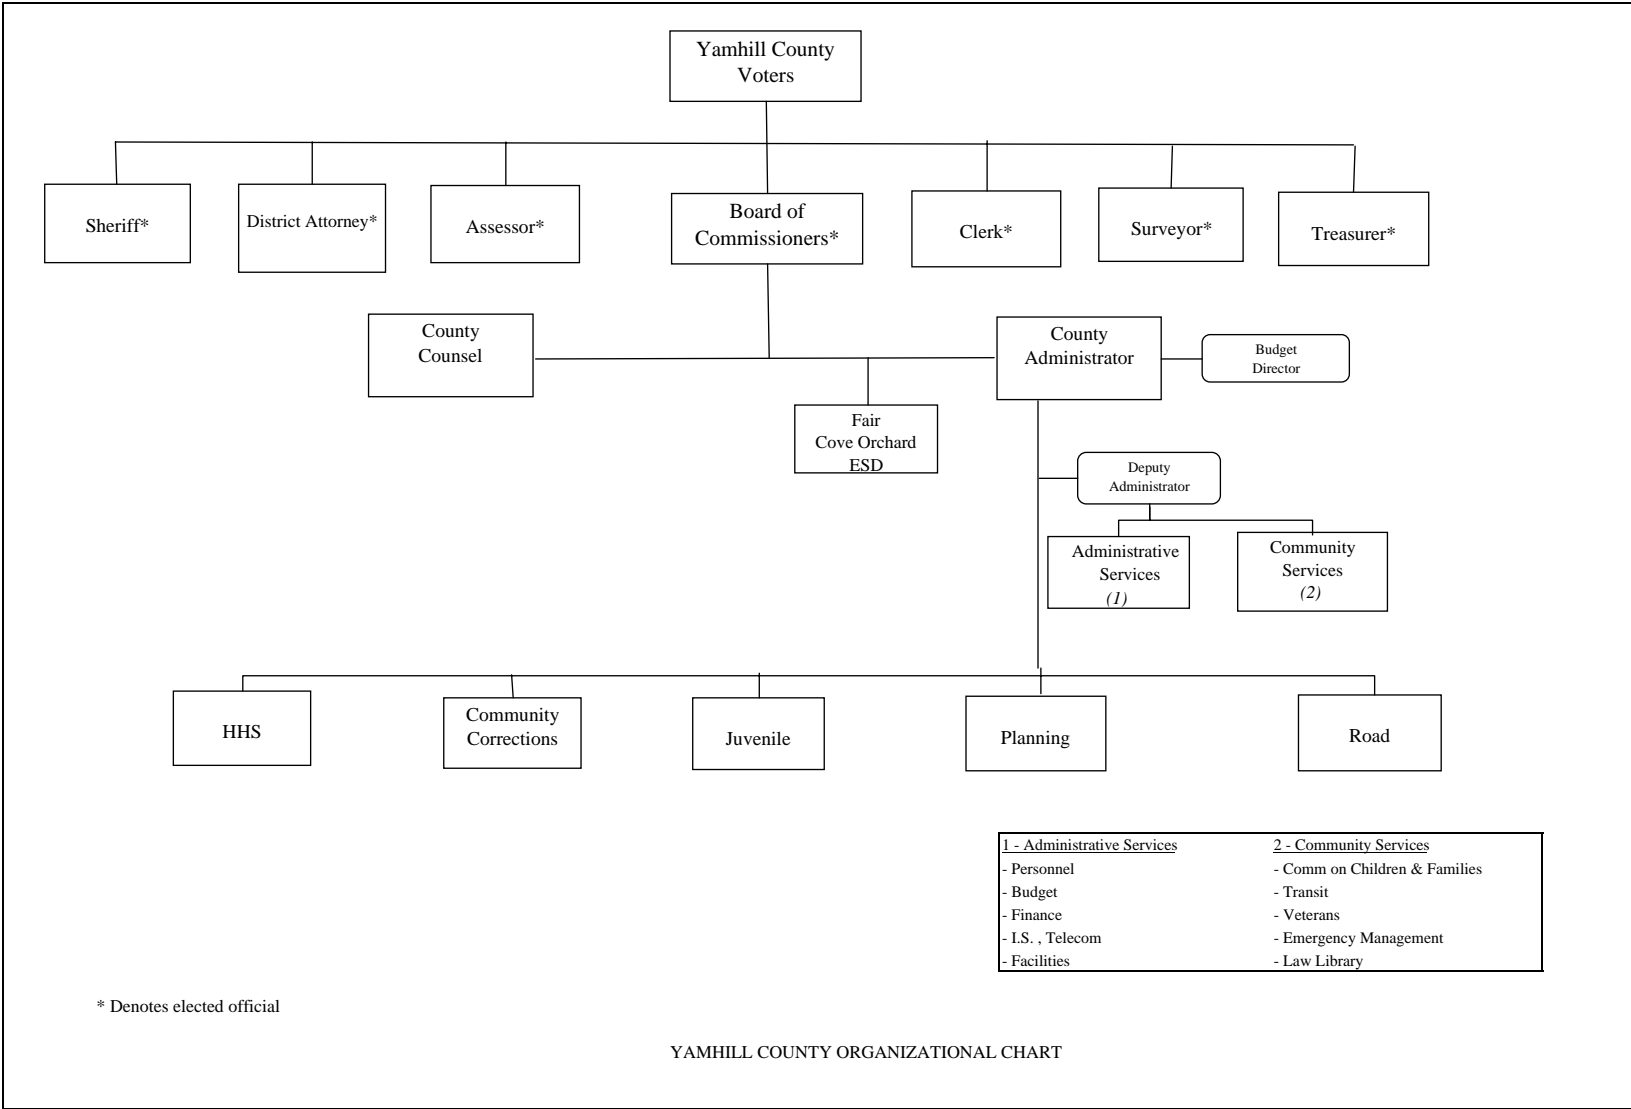 Yamhill County
Voters
Sheriff*
District Attorney*
Assessor*
Board of
Commissioners*
Clerk*
Surveyor*
Treasurer*
County
Counsel
County
Administrator
Budget
Director
Fair
Cove Orchard
ESD
Deputy
Administrator
Administrative
Services
(1)
Community
Services
(2)
HHS
Community
Corrections
Juvenile
Planning
Road
1 - Administrative Services
- Personnel
- Budget
- Finance
- I.S. , Telecom
- Facilities
2 - Community Services
- Comm on Children & Families
- Transit
- Veterans
- Emergency Management
- Law Library
* Denotes elected official
YAMHILL COUNTY ORGANIZATIONAL CHART